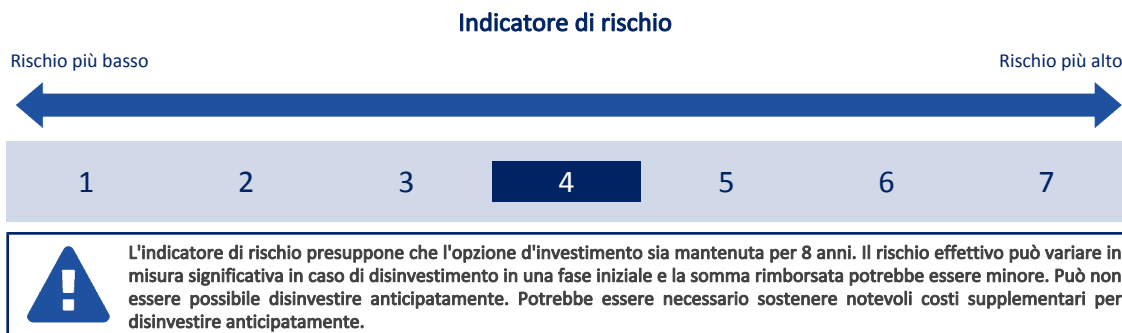 Indicatore di rischio
Rischio più basso
Rischio più alto
1 2 3 4 5 6 7
L'indicatore di rischio presuppone che l'opzione d'investimento sia mantenuta per 8 anni. Il rischio effettivo può variare in
misura significativa in caso di disinvestimento in una fase iniziale e la somma rimborsata potrebbe essere minore. Può non
essere possibile disinvestire anticipatamente. Potrebbe essere necessario sostenere notevoli costi supplementari per
disinvestire anticipatamente.